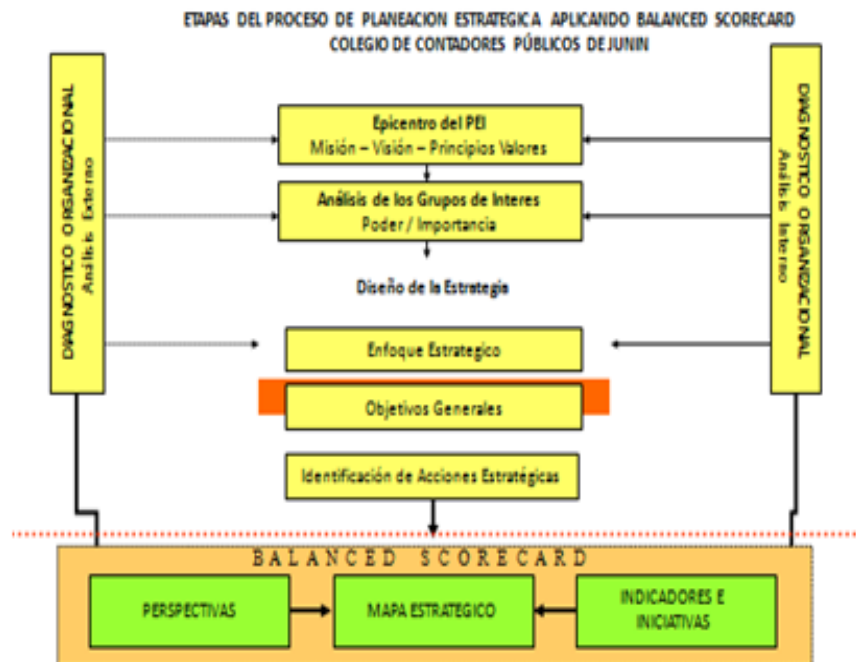 ETAPAS DEL PROCESO DE PLANEACION ESTRATEGICA APLICANDO BALANCED SCORECARD
COLEGIO DE CONTADORES PÚBLICOS DE JUNIN
DIAGNOSTICO ORGANIZACIONAL
Análisis Externo
Epicentro del PEI
Misión – Visión – Principios Valores
Análisis de los Grupos de Interes
Poder / Importancia
Diseño de la Estrategia
Enfoque Estrategico
Objetivos Generales
Identificación de Acciones Estratégicas
DIAGNOSTICO ORGANIZACIONAL
Análisis Interno
BALANCED SCORECARD
PERSPECTIVAS
MAPA ESTRATEGICO
INDICADORES E
INICIATIVAS